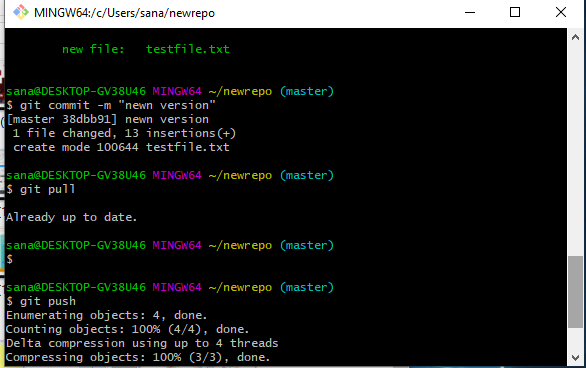 MINGW64:/c/Users/sana/newrepo
new file:   testfile.txt
sana@DESKTOP-GV38U46 MINGW64 ~/newrepo (master)
$ git commit -m "newn version"
[master 38dbb91] newn version
 1 file changed, 13 insertions(+)
 create mode 100644 testfile.txt
sana@DESKTOP-GV38U46 MINGW64 ~/newrepo (master)
$ git pull
Already up to date.
sana@DESKTOP-GV38U46 MINGW64 ~/newrepo (master)
$
sana@DESKTOP-GV38U46 MINGW64 ~/newrepo (master)
$ git push
Enumerating objects: 4, done.
Counting objects: 100% (4/4), done.
Delta compression using up to 4 threads
Compressing objects: 100% (3/3), done.